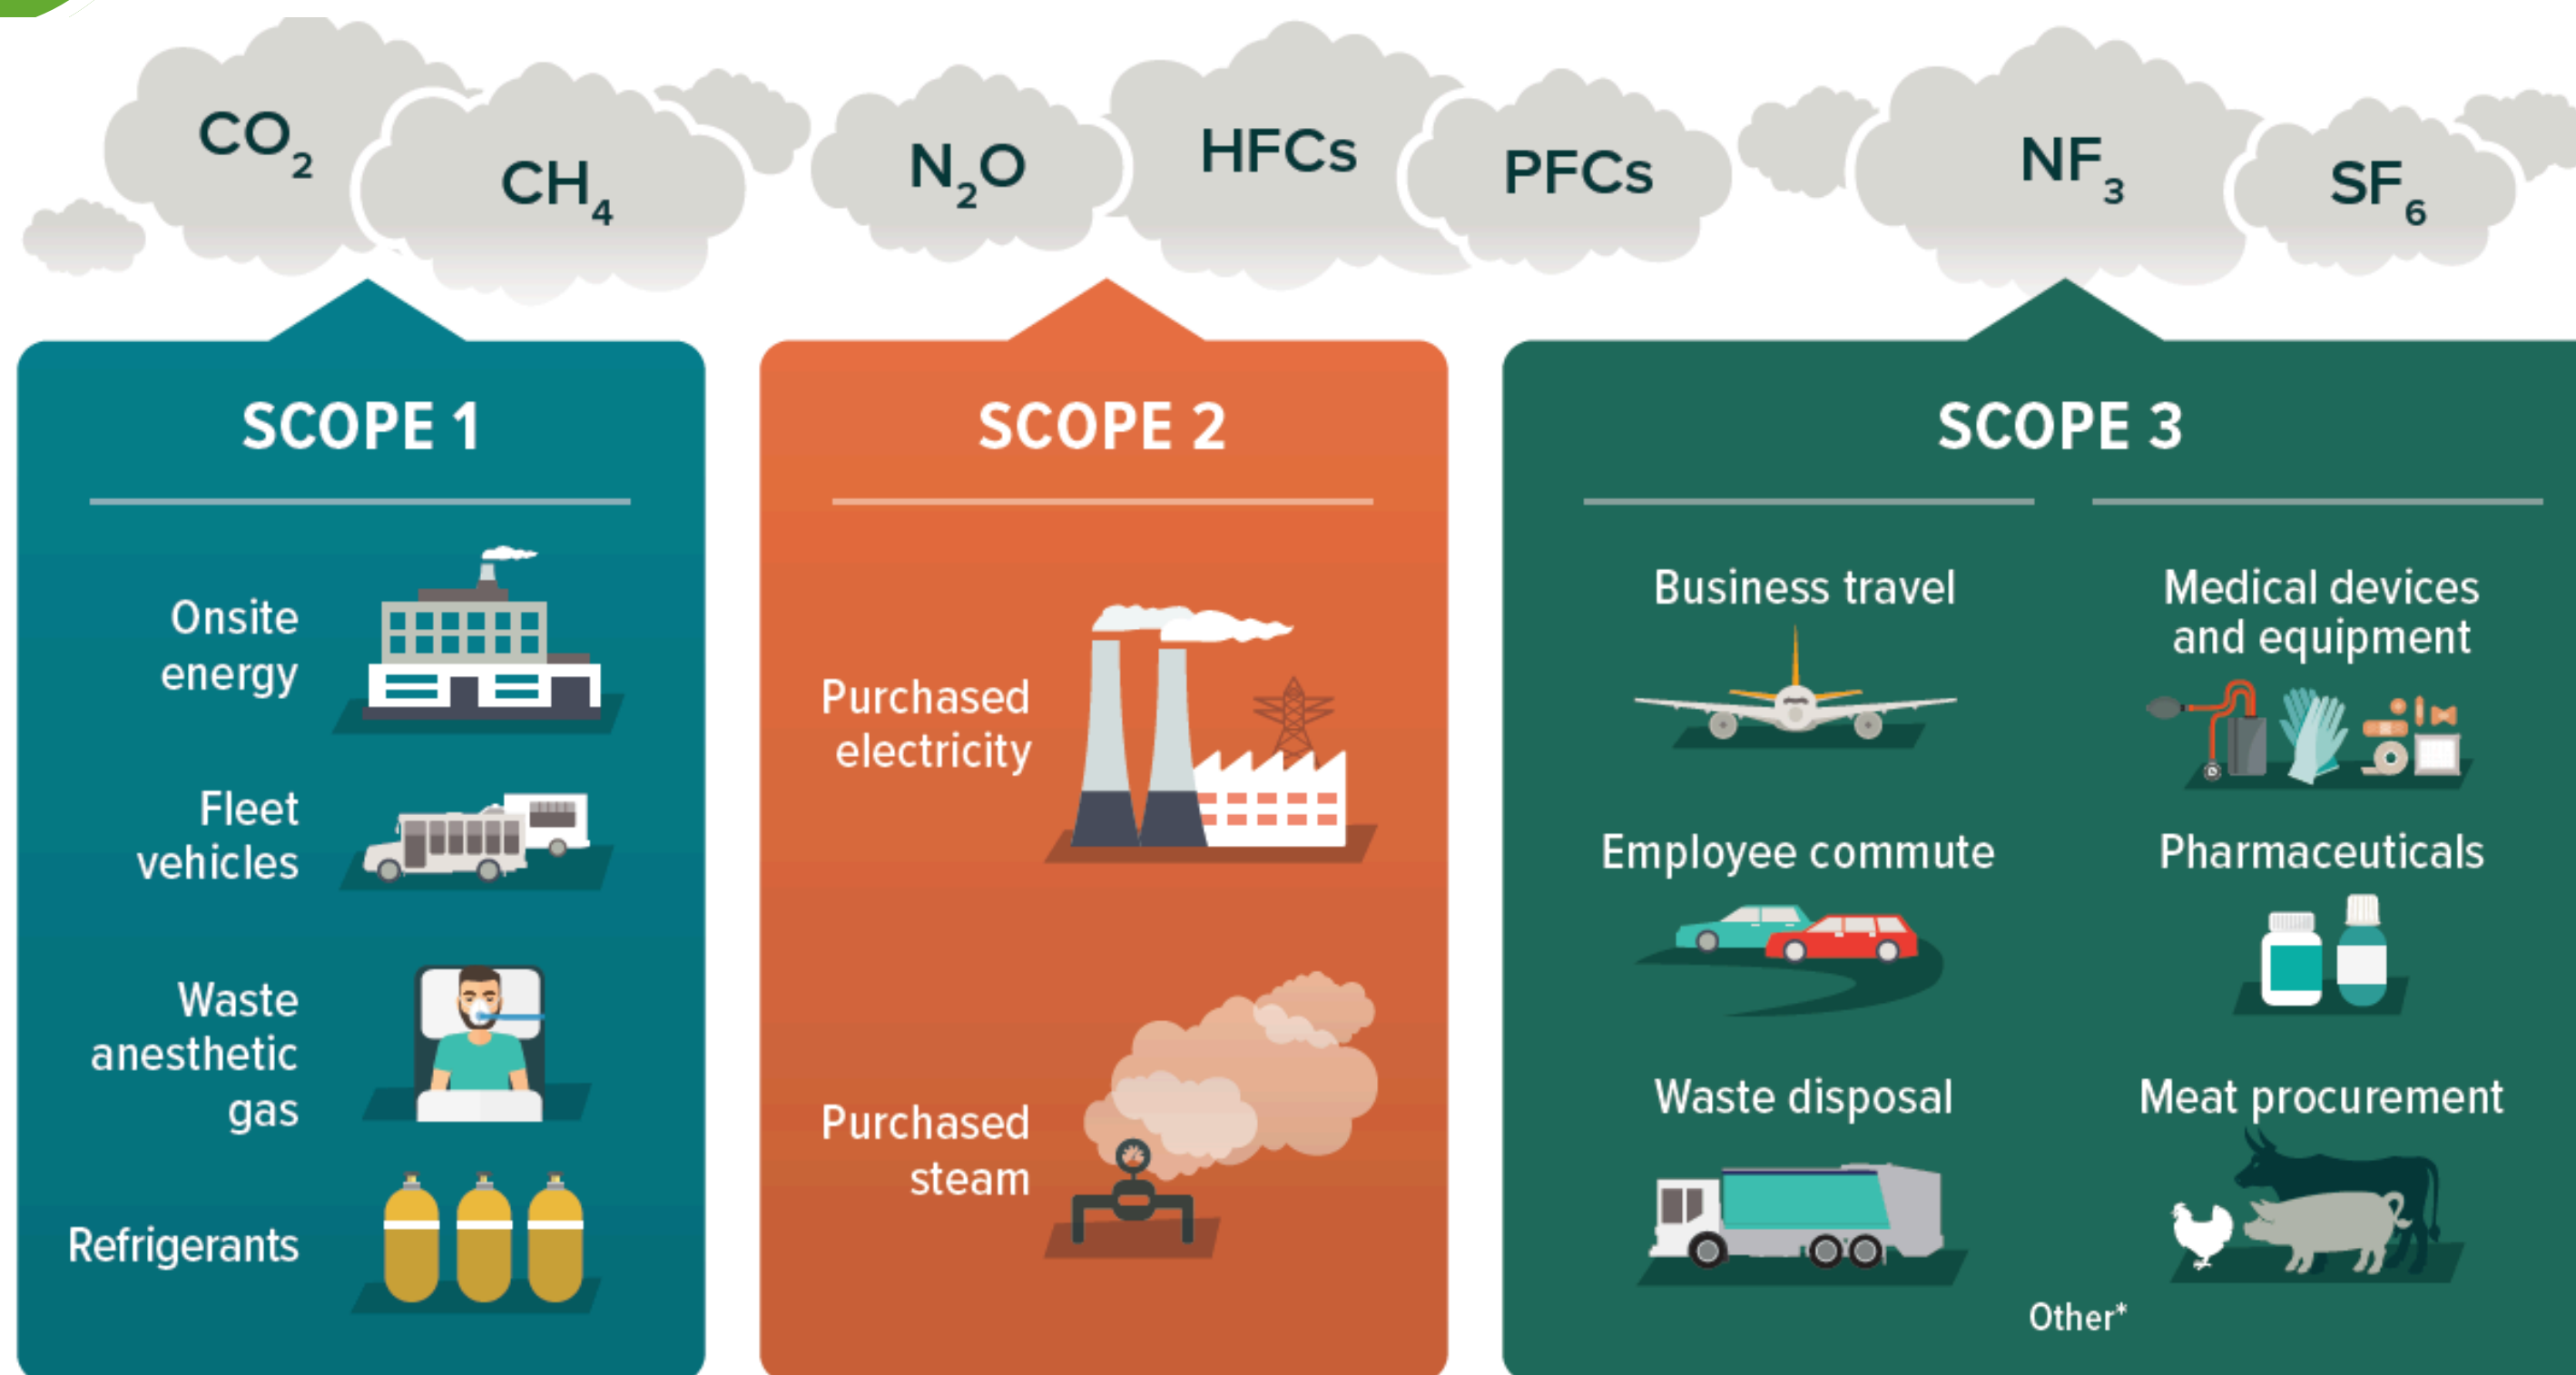 CO₂
CH₄
N₂O
HFCs
PFCs
NF₃
SF₆
SCOPE 1
Onsite
energy
Fleet
vehicles
Waste
anesthetic
gas
Refrigerants
SCOPE 2
Purchased
electricity
Purchased
steam
SCOPE 3
Business travel
Employee commute
Waste disposal
Medical devices
and equipment
Pharmaceuticals
Meat procurement
Other*